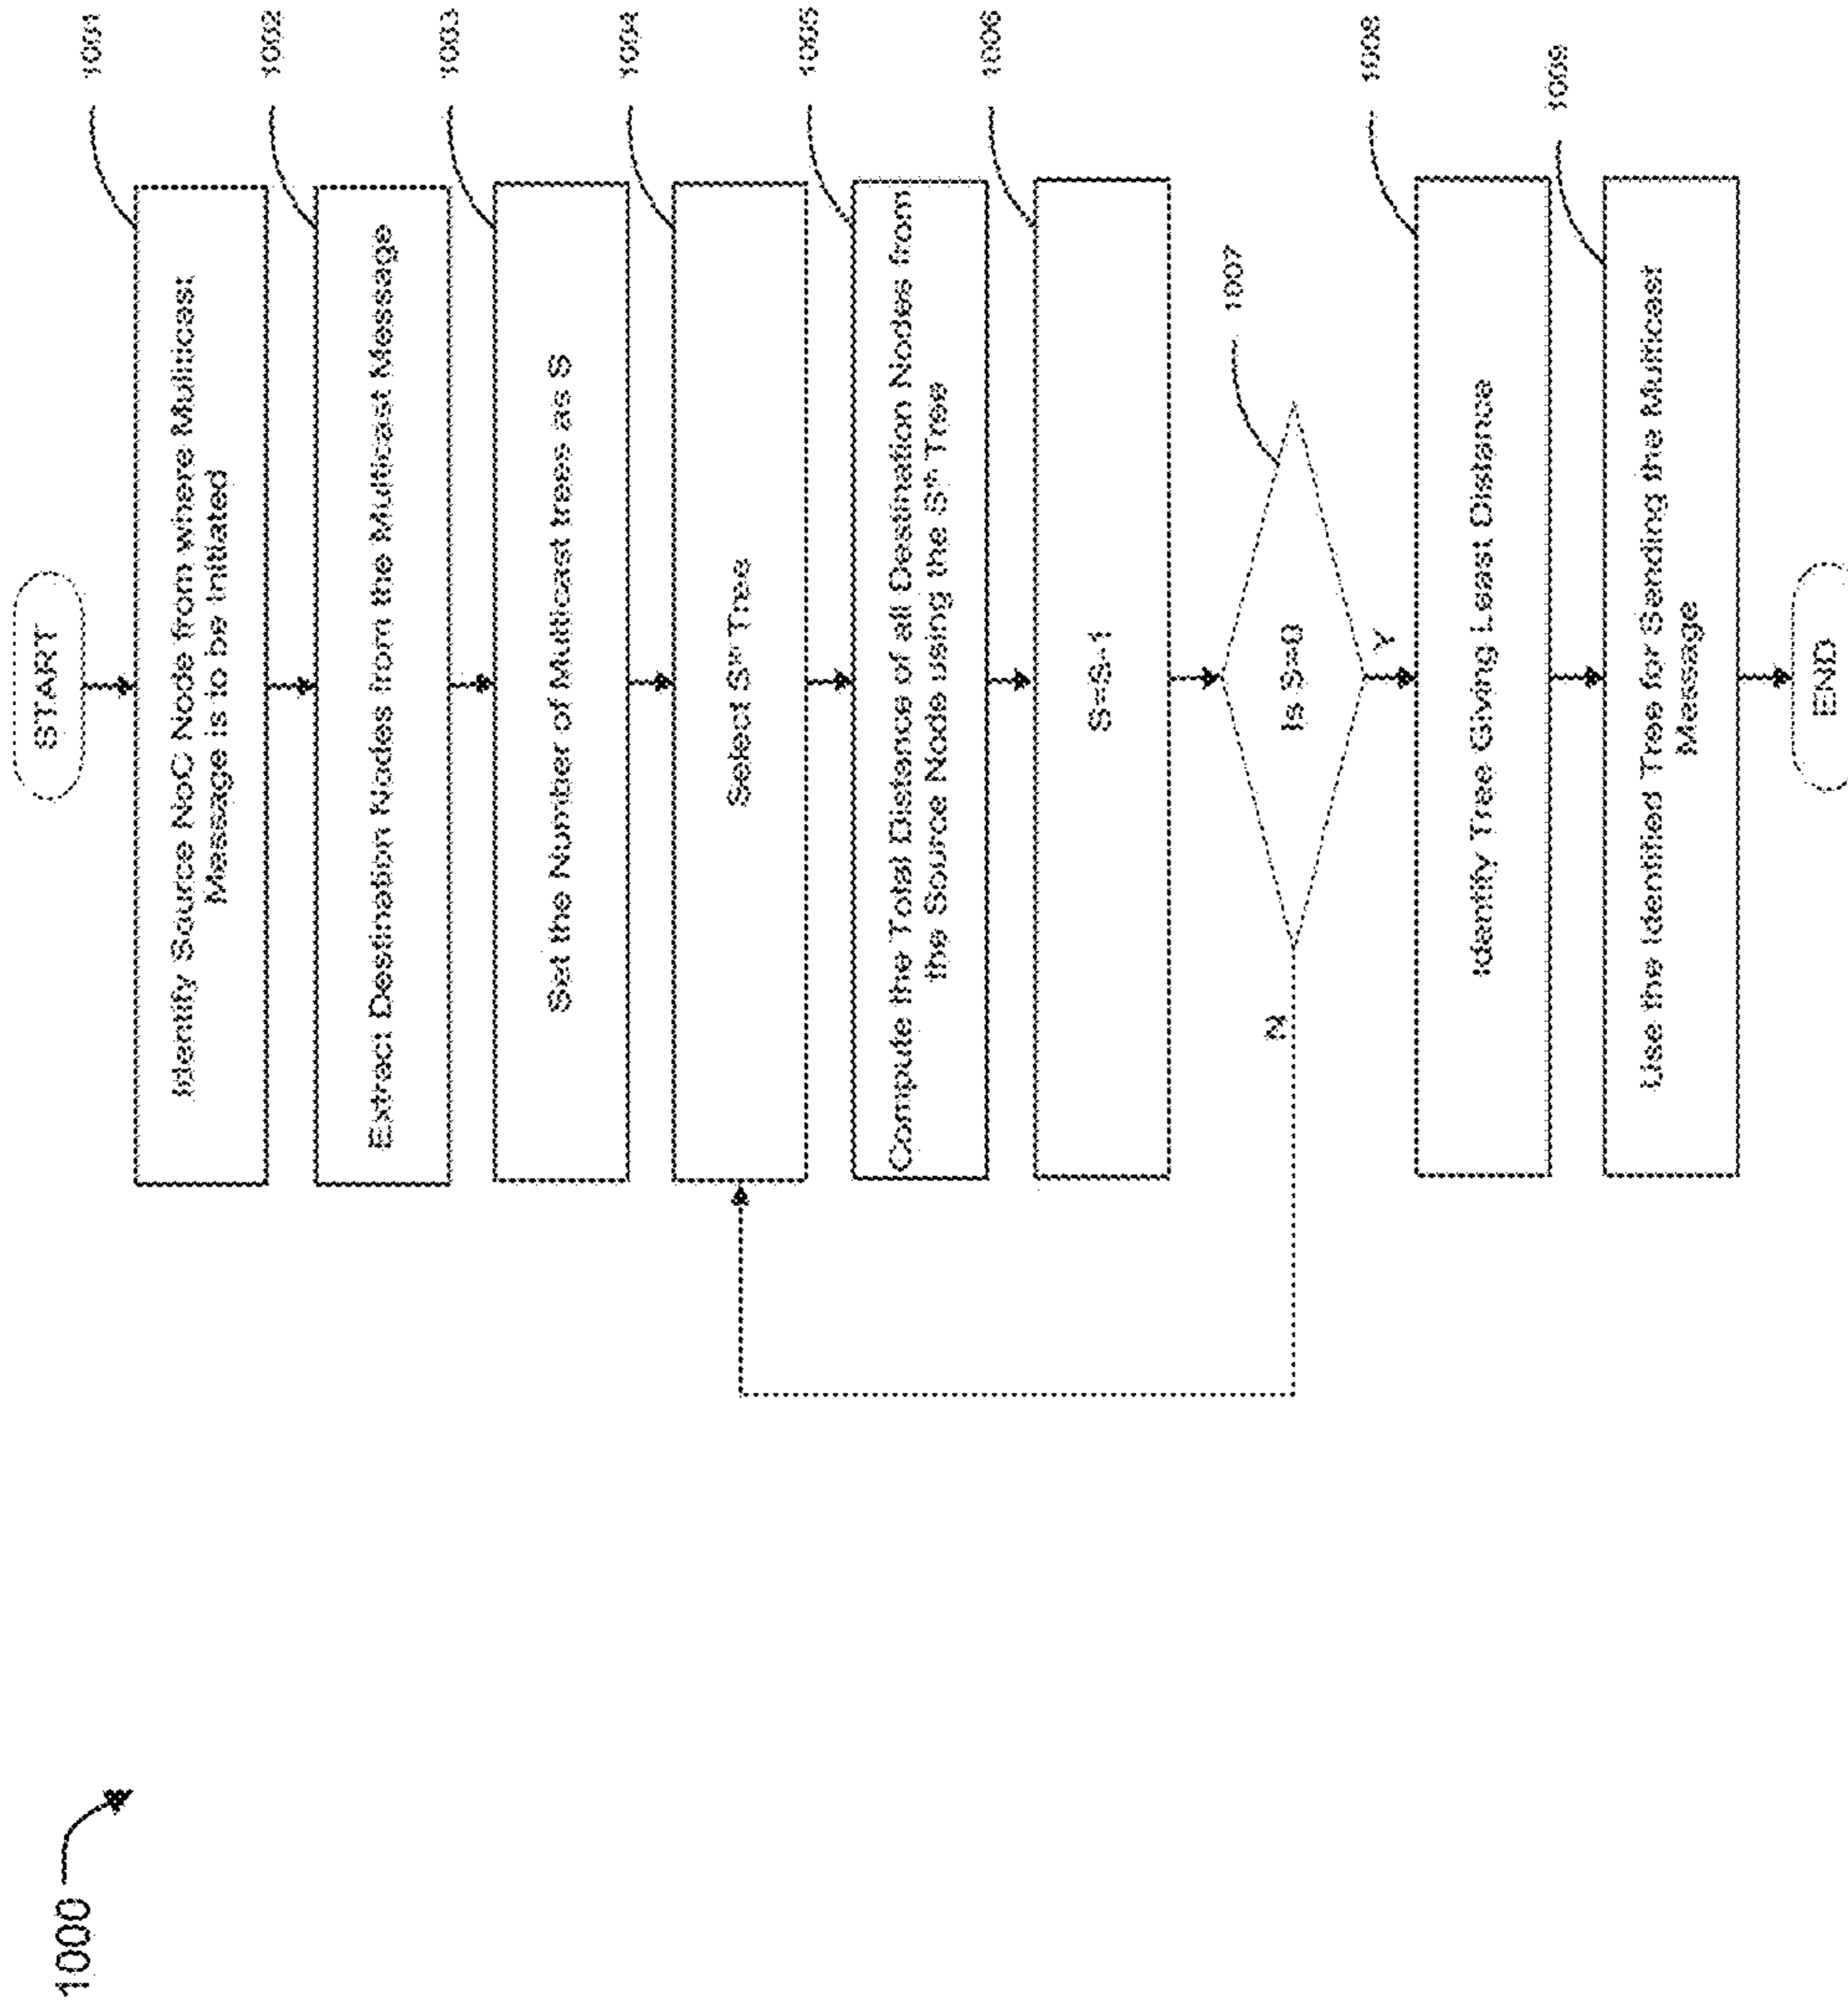 1000
START
1001
Identify Source NoC Node from where Multicast
Message is to be Initiated
1002
Extract Destination Nodes from the Multicast Message
1003
Set the Number of Multicast trees as S
1004
Select Sth Tree
1005
Compute the Total Distance of all Destination Nodes from
the Source Node using the Sth Tree
1006
S=S-1
1007
Is S=0
N
Y
1008
Identify Tree Giving Least Distance
1009
Use the Identified Tree for Sending the Multicast
Message
END